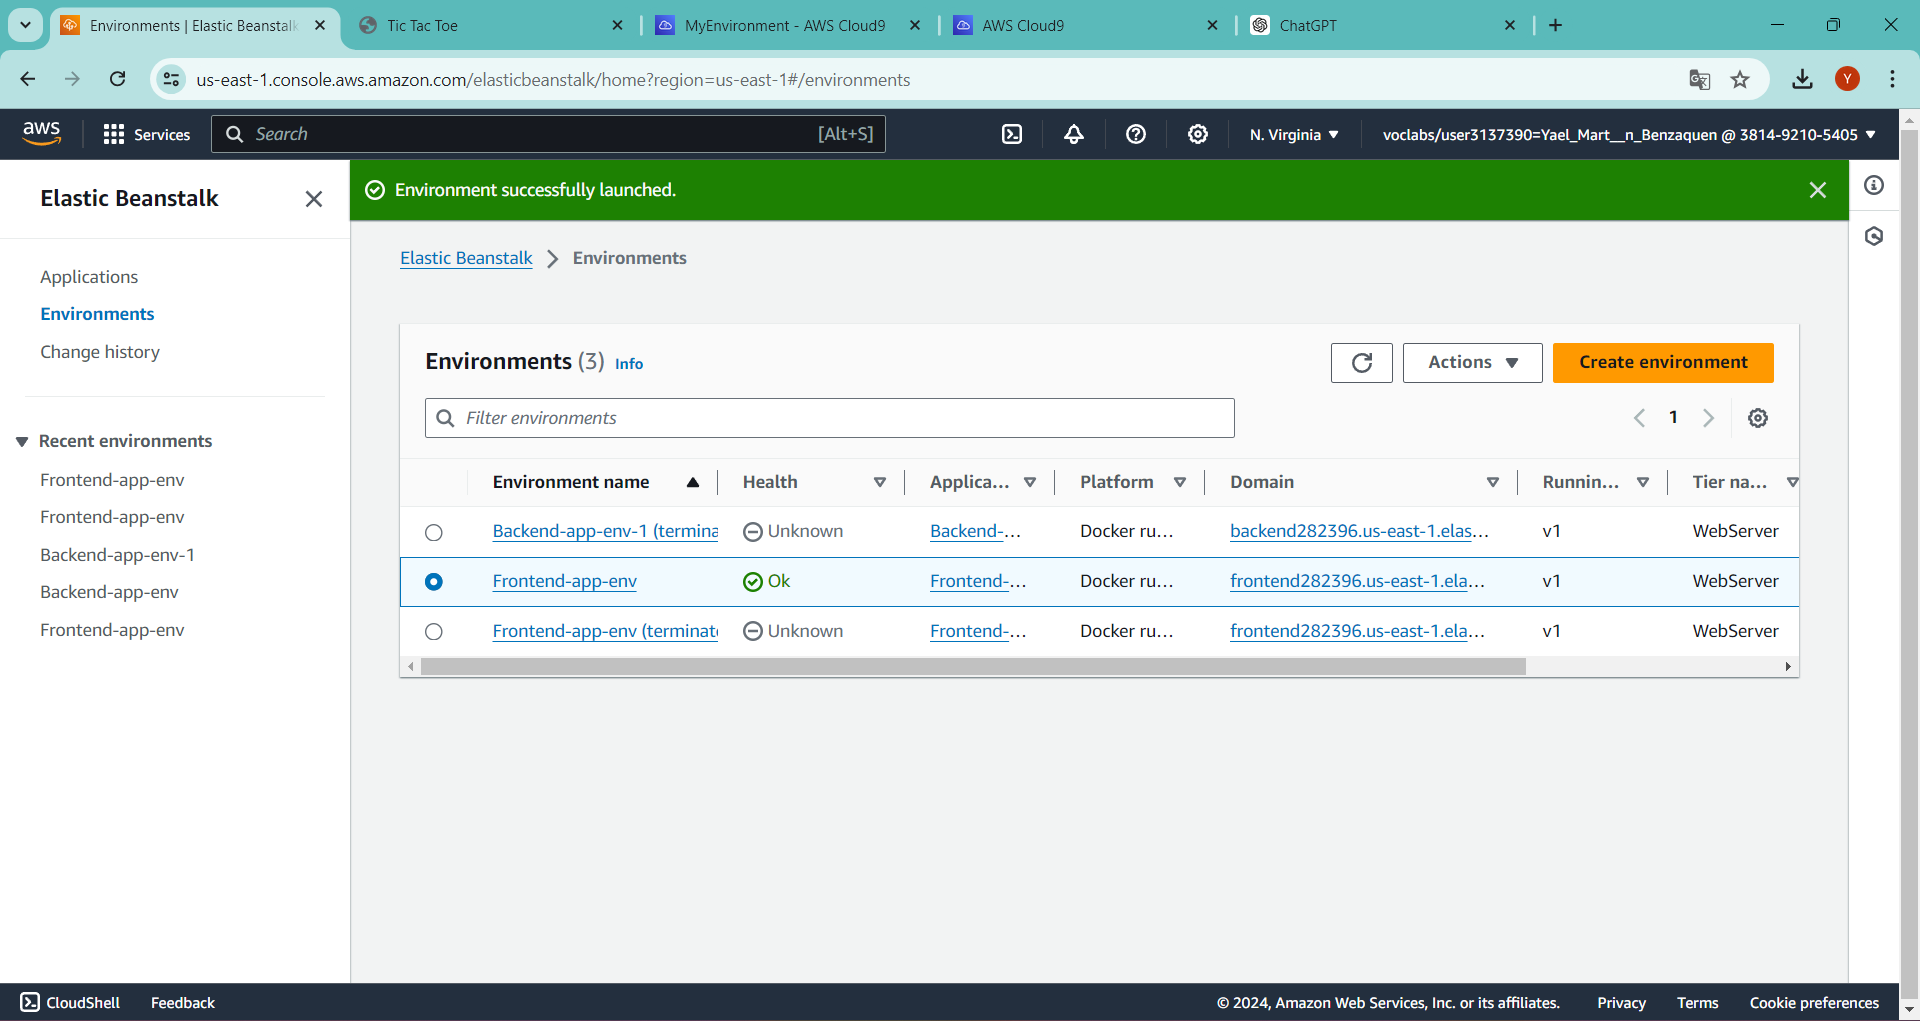 Environments | Elastic Beanstalk
Tic Tac Toe
MyEnvironment - AWS Cloud9
AWS Cloud9
ChatGPT
us-east-1.console.aws.amazon.com/elasticbeanstalk/home?region=us-east-1#/environments
Y
aws
Services
Search
[Alt+S]
N. Virginia
voclabs/user3137390=Yael_Mart__n_Benzaquen @ 3814-9210-5405
Elastic Beanstalk
Applications
Environments
Change history
Recent environments
Frontend-app-env
Frontend-app-env
Backend-app-env-1
Backend-app-env
Frontend-app-env
Environment successfully launched.
Elastic Beanstalk
Environments
Environments (3) Info
Actions
Create environment
Filter environments
1
Environment name Health Applica... Platform Domain Runnin... Tier na...
Backend-app-env-1 (termina Unknown Backend-... Docker ru... backend282396.us-east-1.elas... v1 WebServer
Frontend-app-env Ok Frontend-... Docker ru... frontend282396.us-east-1.ela... v1 WebServer
Frontend-app-env (terminate Unknown Frontend-... Docker ru... frontend282396.us-east-1.ela... v1 WebServer
CloudShell Feedback © 2024, Amazon Web Services, Inc. or its affiliates. Privacy Terms Cookie preferences